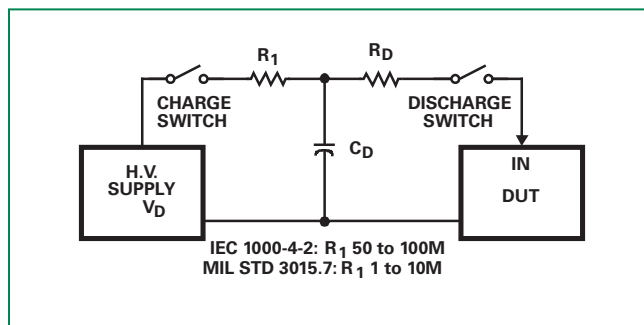 R1
RD
CHARGE
SWITCH
DISCHARGE
SWITCH
CD
H.V.
SUPPLY
VD
IN
DUT
IEC 1000-4-2: R1 50 to 100M
MIL STD 3015.7: R1 1 to 10M